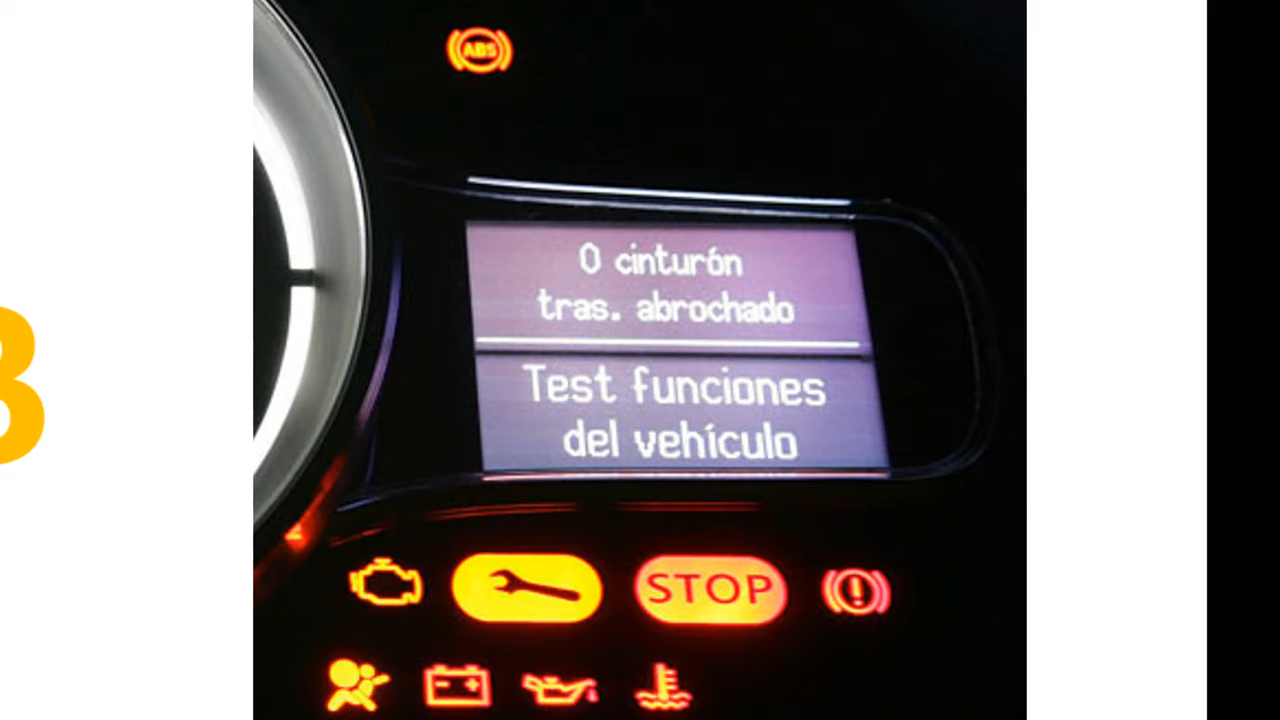 ABS
0 cinturón
tras. abrochado
Test funciones
del vehículo
STOP